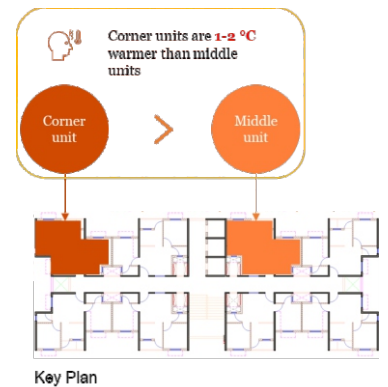 Corner units are 1-2 °C
warmer than middle
units
Corner
unit
>
Middle
unit
Key Plan